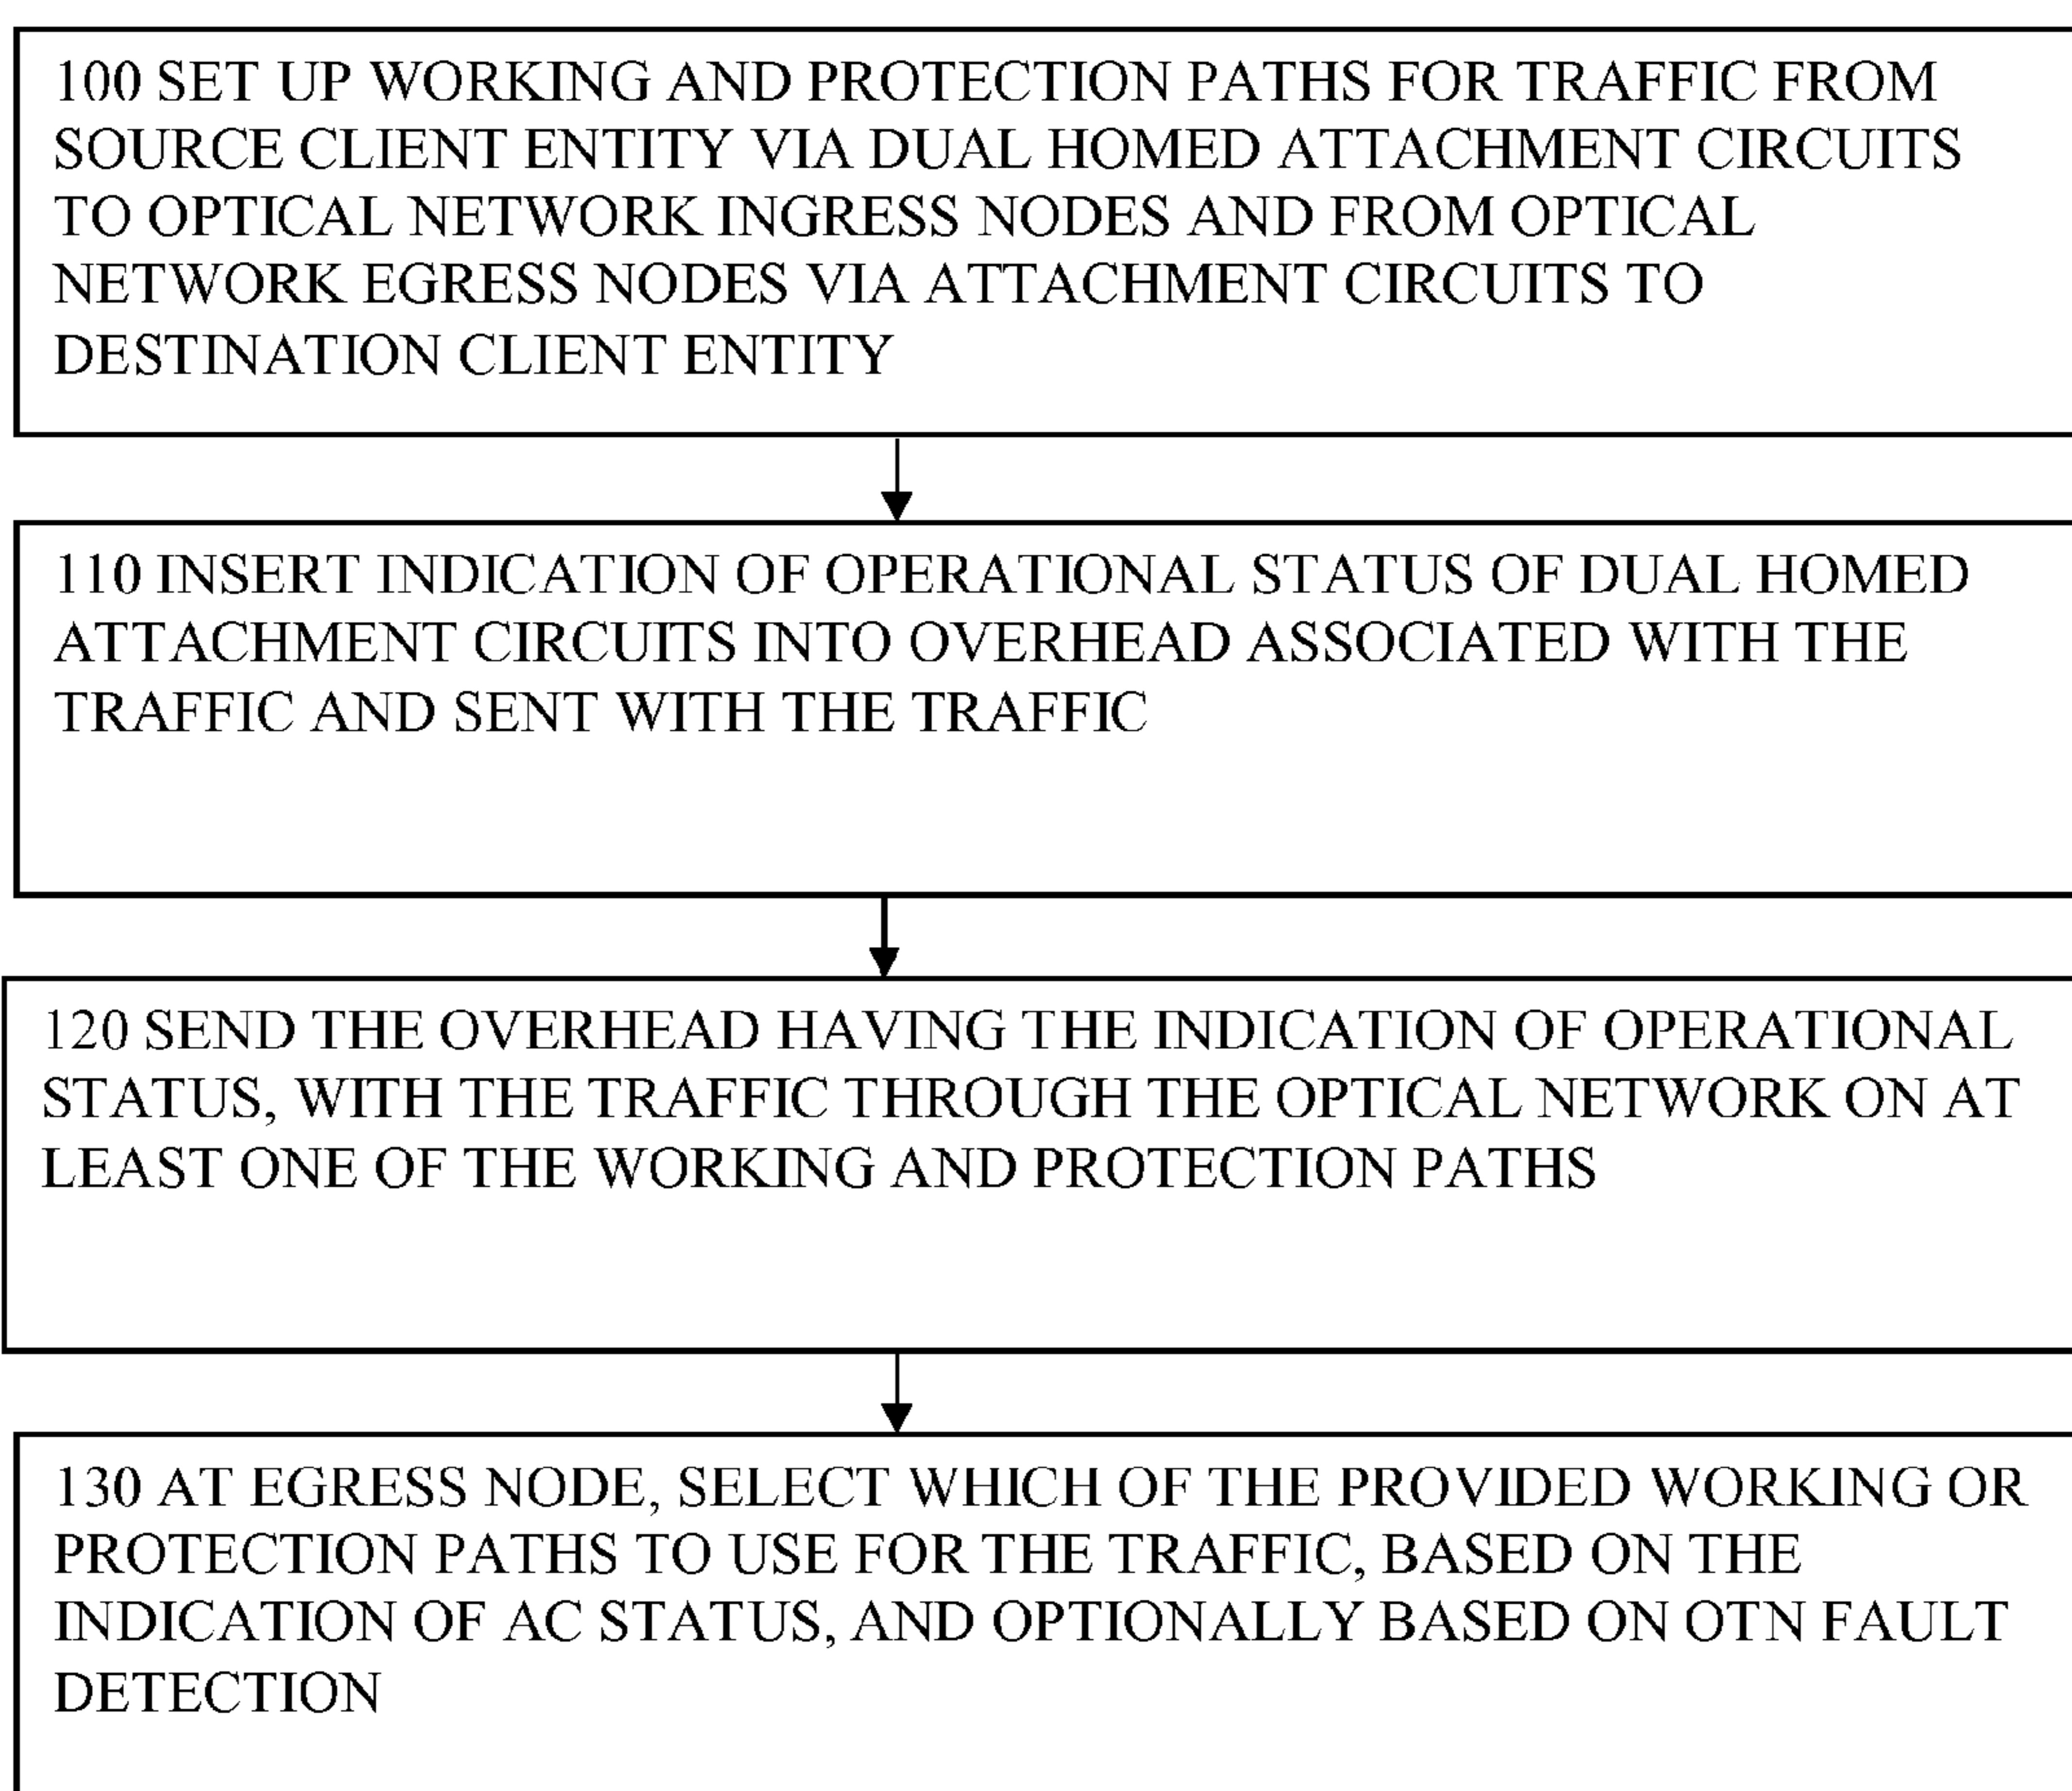 100 SET UP WORKING AND PROTECTION PATHS FOR TRAFFIC FROM
SOURCE CLIENT ENTITY VIA DUAL HOMED ATTACHMENT CIRCUITS
TO OPTICAL NETWORK INGRESS NODES AND FROM OPTICAL
NETWORK EGRESS NODES VIA ATTACHMENT CIRCUITS TO
DESTINATION CLIENT ENTITY
110 INSERT INDICATION OF OPERATIONAL STATUS OF DUAL HOMED
ATTACHMENT CIRCUITS INTO OVERHEAD ASSOCIATED WITH THE
TRAFFIC AND SENT WITH THE TRAFFIC
120 SEND THE OVERHEAD HAVING THE INDICATION OF OPERATIONAL
STATUS, WITH THE TRAFFIC THROUGH THE OPTICAL NETWORK ON AT
LEAST ONE OF THE WORKING AND PROTECTION PATHS
130 AT EGRESS NODE, SELECT WHICH OF THE PROVIDED WORKING OR
PROTECTION PATHS TO USE FOR THE TRAFFIC, BASED ON THE
INDICATION OF AC STATUS, AND OPTIONALLY BASED ON OTN FAULT
DETECTION